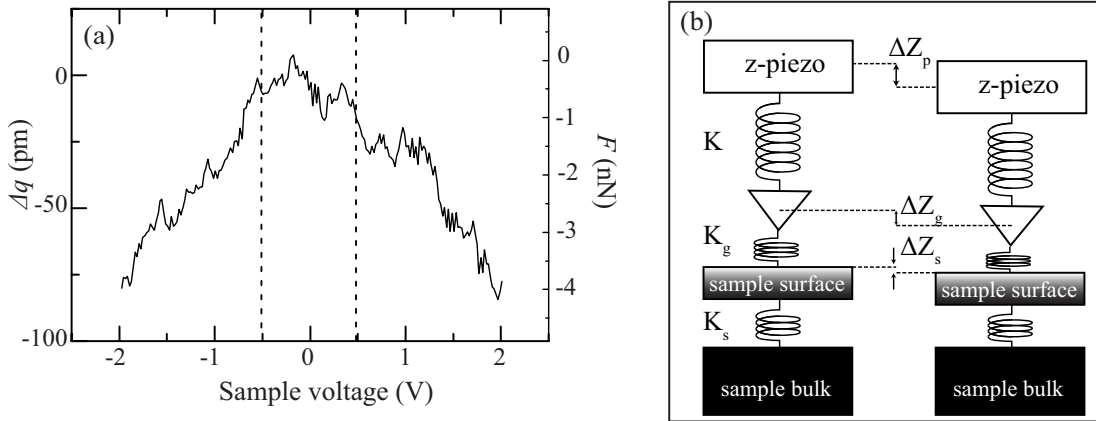 (a)
0
-50
-100
Δq (pm)
-2
-1
0
1
2
Sample voltage (V)
0
-1
-2
-3
-4
F (nN)
(b)
z-piezo
ΔZp
z-piezo
K
ΔZg
Kg
ΔZs
sample surface
sample surface
Ks
sample bulk
sample bulk